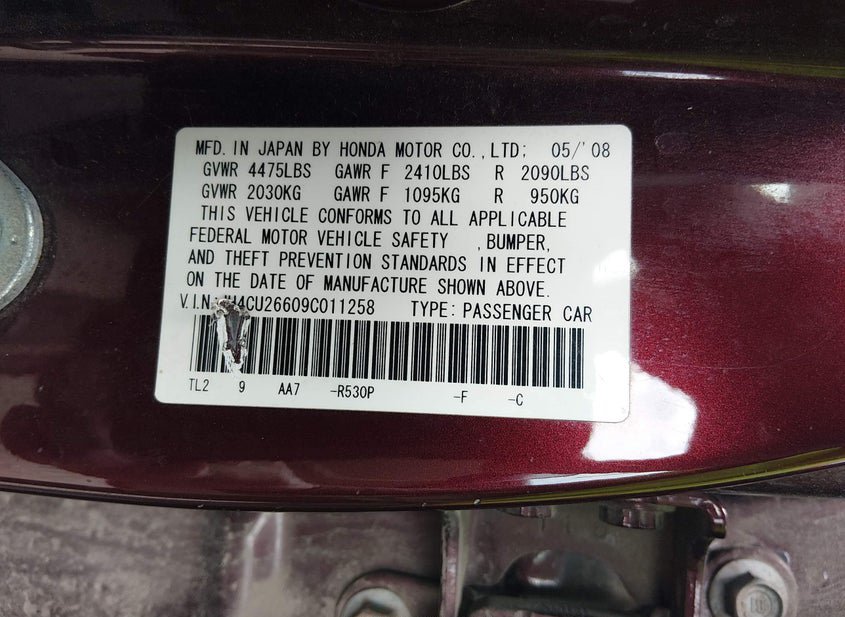 MFD. IN JAPAN BY HONDA MOTOR CO., LTD; 05/'08
GVWR 4475LBS GAWR F 2410LBS R 2090LBS
GVWR 2030KG GAWR F 1095KG R 950KG
THIS VEHICLE CONFORMS TO ALL APPLICABLE
FEDERAL MOTOR VEHICLE SAFETY , BUMPER,
AND THEFT PREVENTION STANDARDS IN EFFECT
ON THE DATE OF MANUFACTURE SHOWN ABOVE.
V.I.N. TYPE: PASSENGER CAR
TL2 9 AA7 -R530P -F -C